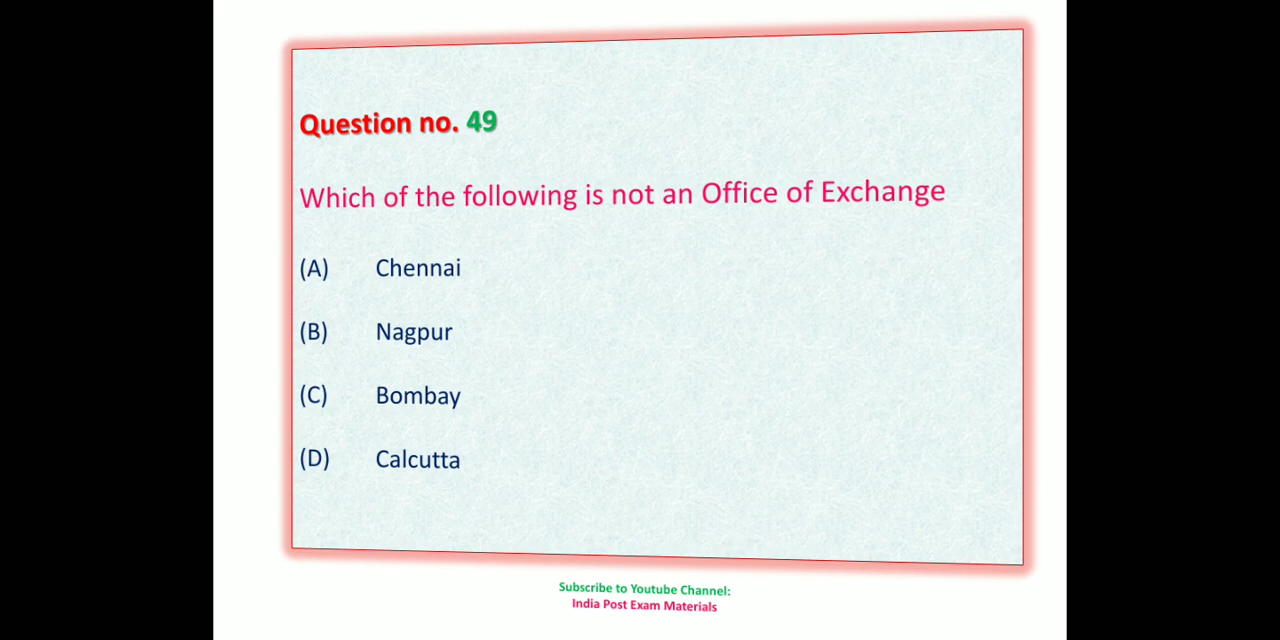 Question no. 49
Which of the following is not an Office of Exchange
(A) Chennai
(B) Nagpur
(C) Bombay
(D) Calcutta
Subscribe to Youtube Channel:
India Post Exam Materials